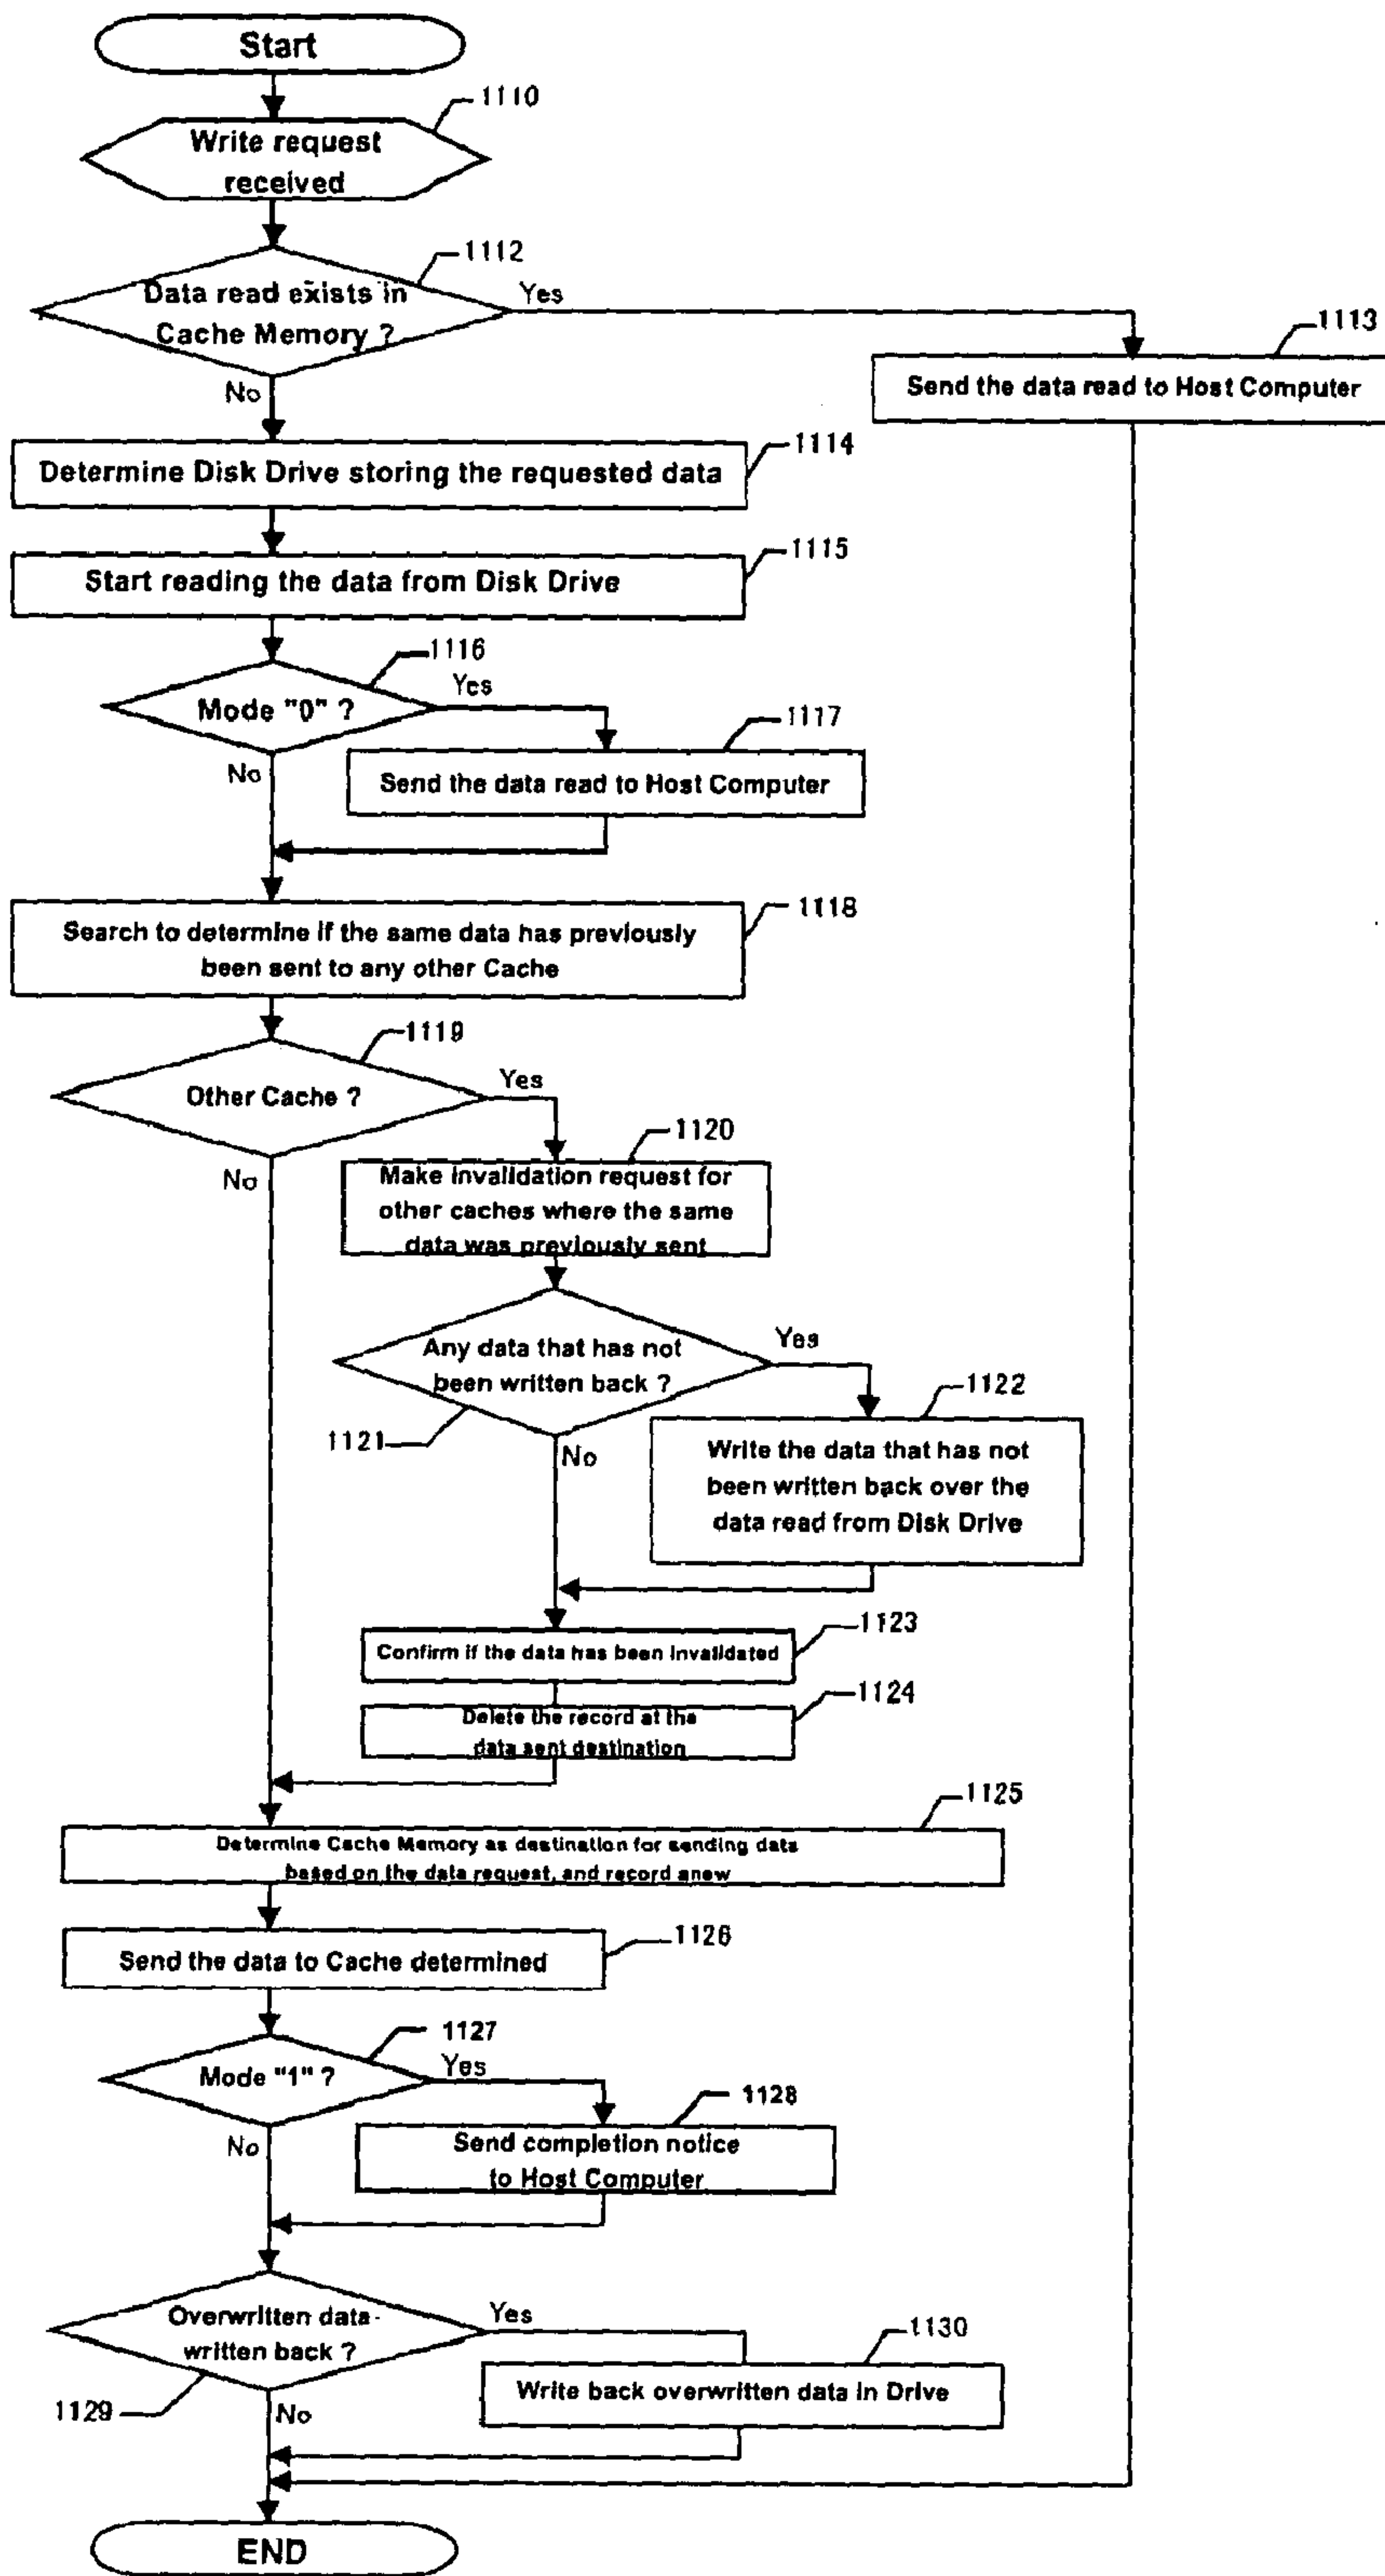 Start
1110
Write request
received
1112
Data read exists in
Cache Memory ?
Yes
No
1113
Send the data read to Host Computer
1114
Determine Disk Drive storing the requested data
1115
Start reading the data from Disk Drive
1116
Mode "0" ?
Yes
No
1117
Send the data read to Host Computer
1118
Search to determine if the same data has previously
been sent to any other Cache
1119
Other Cache ?
Yes
No
1120
Make invalidation request for
other caches where the same
data was previously sent
Any data that has not
been written back ?
Yes
1121
No
1122
Write the data that has not
been written back over the
data read from Disk Drive
1123
Confirm if the data has been invalidated
1124
Delete the record at the
data sent destination
1125
Determine Cache Memory as destination for sending data
based on the data request, and record anew
1126
Send the data to Cache determined
1127
Mode "1" ?
Yes
No
1128
Send completion notice
to Host Computer
Overwritten data-
written back ?
Yes
1129
No
1130
Write back overwritten data in Drive
END